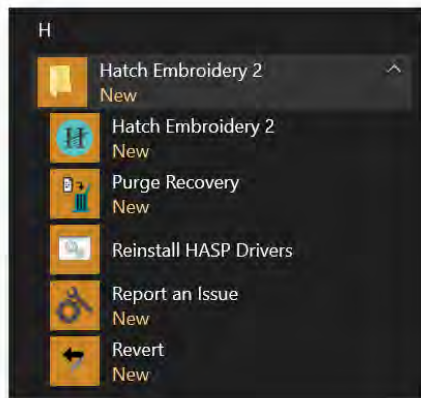 H
Hatch Embroidery 2
New
Hatch Embroidery 2
New
Purge Recovery
New
Reinstall HASP Drivers
Report an Issue
New
Revert
New